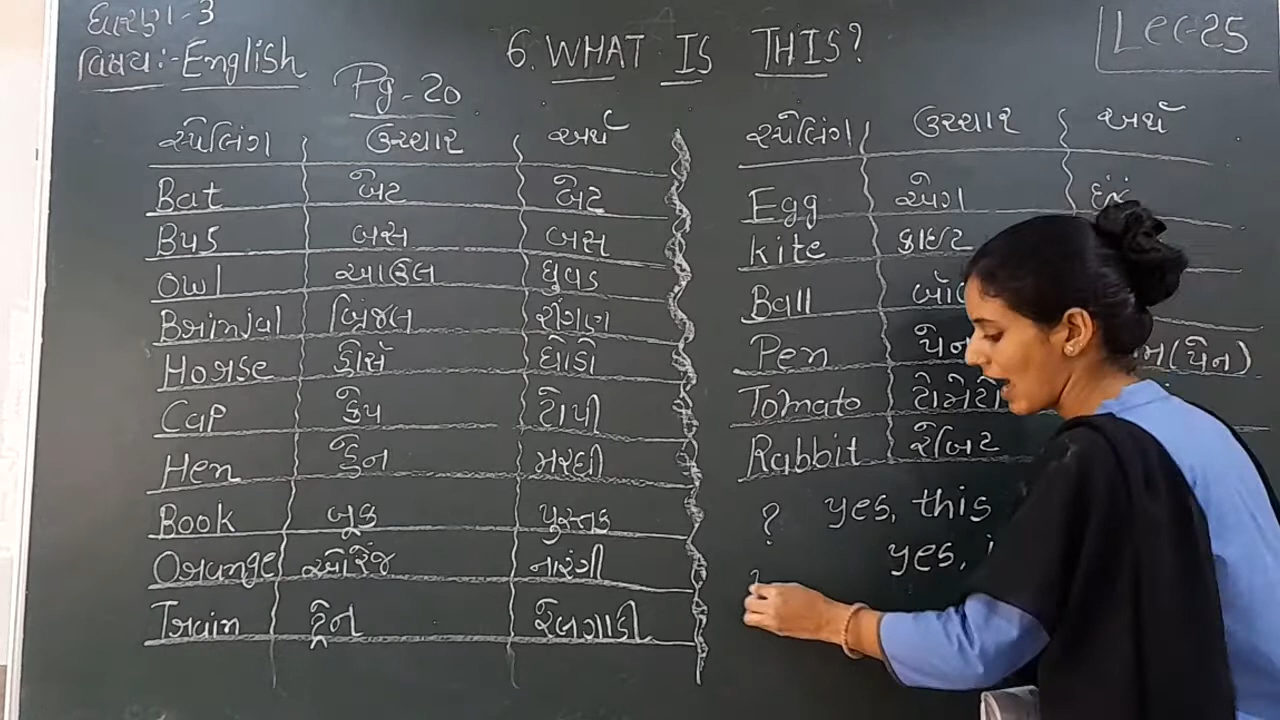 ધોરણ - 3
વિષય :- English
6. WHAT IS THIS?
Lec-25
Pg - 20
સ્પેલિંગ ઉચ્ચાર અર્થ
Bat બેટ બેટ
Bus બસ બસ
Owl આઉલ ઘુવડ
Brinjal બ્રિંજલ રીંગણ
Horse હોર્સ ઘોડો
Cap કેપ ટોપી
Hen હેન મરઘી
Book બૂક પુસ્તક
Orange ઓરેંજ નારંગી
Train ટ્રેન રેલગાડી
સ્પેલિંગ ઉચ્ચાર અર્થ
Egg એગ ઈંડું
kite કાઈટ
Ball
Pen (પેન)
Tomato
Rabbit રેબિટ
? yes, this
yes,